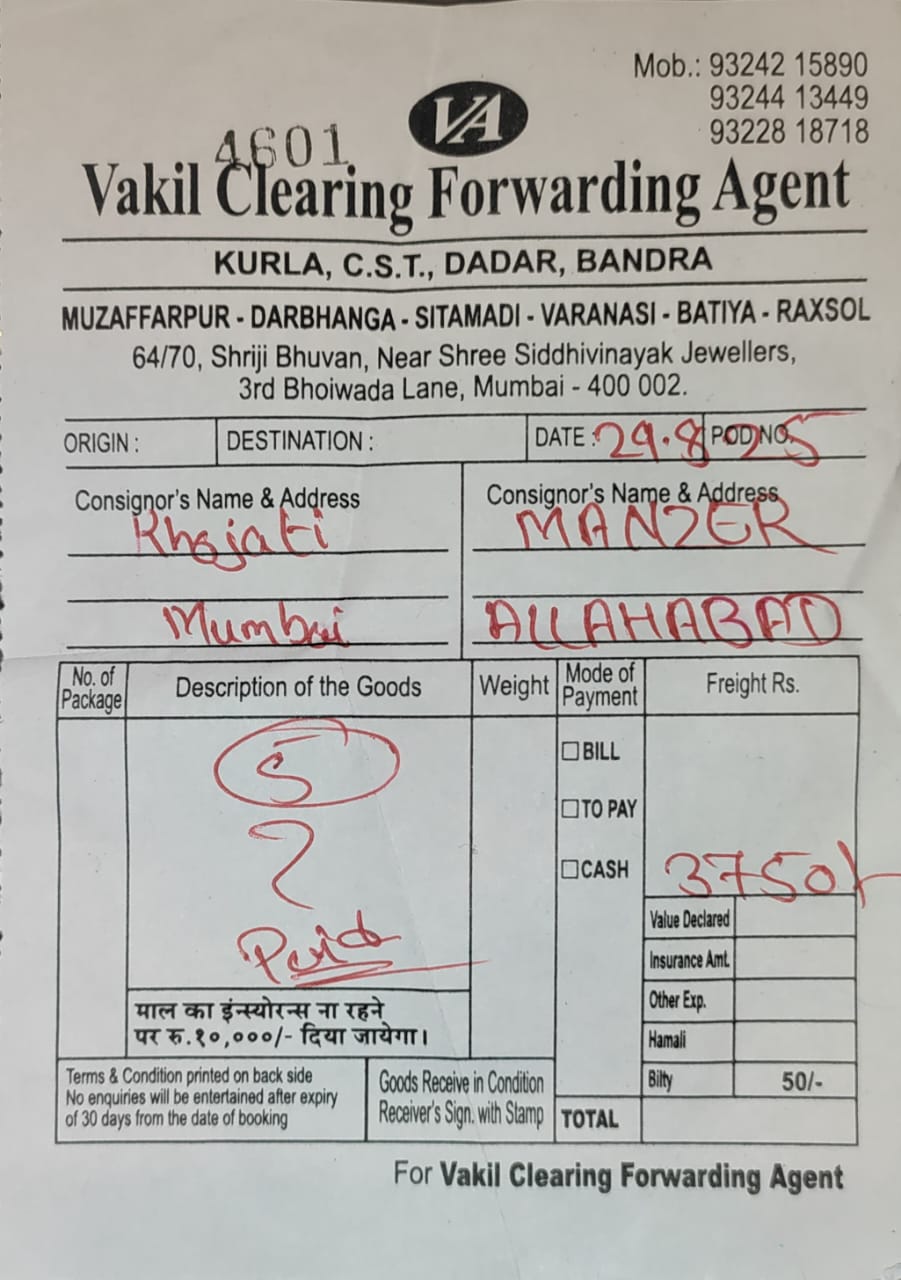 Mob.: 93242 15890
93244 13449
93228 18718
VA
4601
Vakil Clearing Forwarding Agent
KURLA, C.S.T., DADAR, BANDRA
MUZAFFARPUR - DARBHANGA - SITAMADI - VARANASI - BATIYA - RAXSOL
64/70, Shriji Bhuvan, Near Shree Siddhivinayak Jewellers,
3rd Bhoiwada Lane, Mumbai - 400 002.
ORIGIN : DESTINATION : DATE : 29.8.25 POD NO.
Consignor's Name & Address Consignor's Name & Address
MANZER
Mumbai ALLAHABAD
No. of Package Description of the Goods Weight Mode of Payment Freight Rs.
5
BILL
TO PAY
CASH 3750/-
Paid
Value Declared
Insurance Amt.
Other Exp.
Hamali
Bilty 50/-
TOTAL
माल का इंन्स्योरन्स ना रहने
पर रु.१०,०००/- दिया जायेगा।
Terms & Condition printed on back side
No enquiries will be entertained after expiry
of 30 days from the date of booking
Goods Receive in Condition
Receiver's Sign. with Stamp
For Vakil Clearing Forwarding Agent